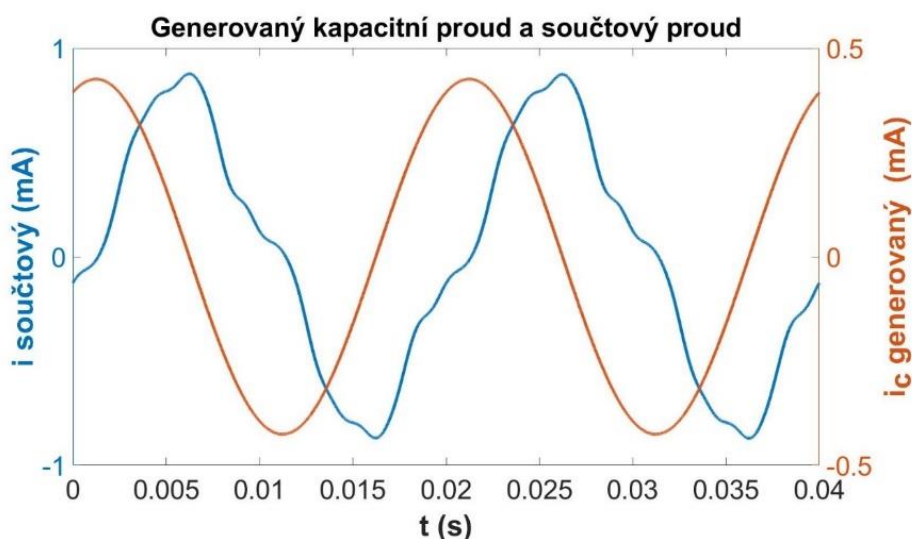 Generovaný kapacitní proud a součtový proud
1
0
-1
i součtový (mA)
0.5
0
-0.5
ic generovaný (mA)
0 0.005 0.01 0.015 0.02 0.025 0.03 0.035 0.04
t (s)